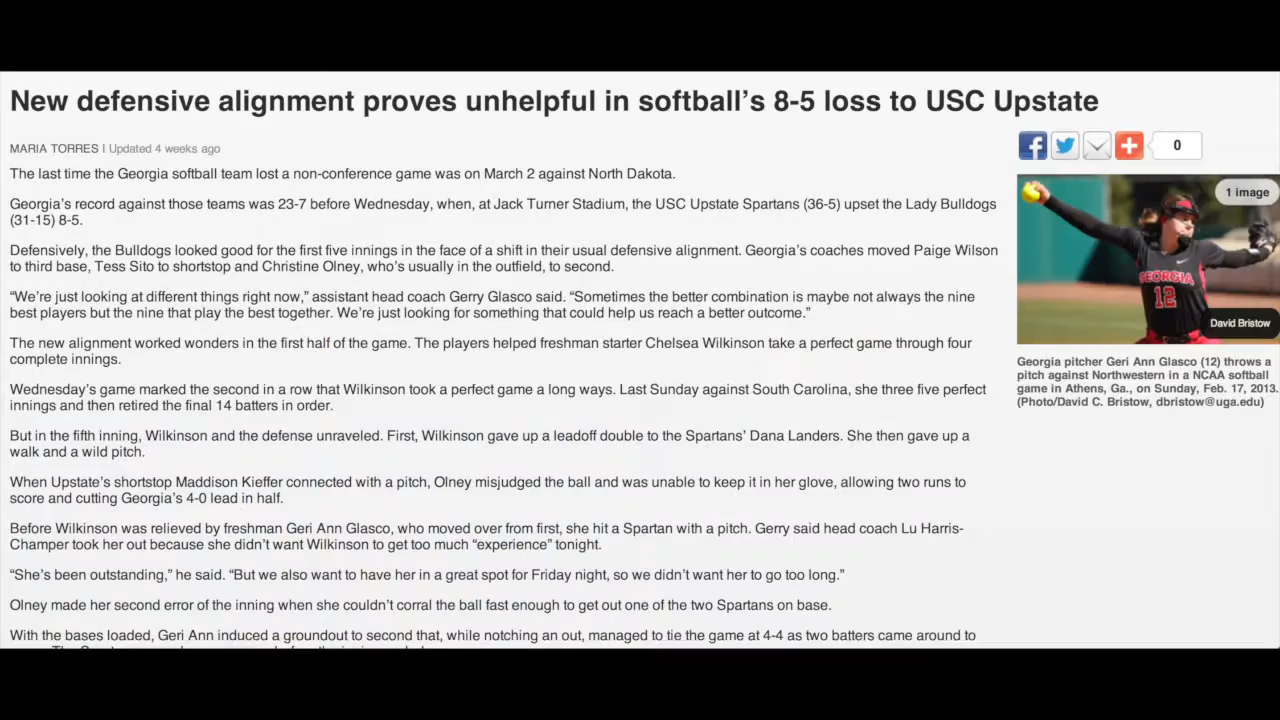 New defensive alignment proves unhelpful in softball’s 8-5 loss to USC Upstate
MARIA TORRES | Updated 4 weeks ago
0
The last time the Georgia softball team lost a non-conference game was on March 2 against North Dakota.
Georgia’s record against those teams was 23-7 before Wednesday, when, at Jack Turner Stadium, the USC Upstate Spartans (36-5) upset the Lady Bulldogs
(31-15) 8-5.
Defensively, the Bulldogs looked good for the first five innings in the face of a shift in their usual defensive alignment. Georgia’s coaches moved Paige Wilson
to third base, Tess Sito to shortstop and Christine Olney, who’s usually in the outfield, to second.
“We’re just looking at different things right now,” assistant head coach Gerry Glasco said. “Sometimes the better combination is maybe not always the nine
best players but the nine that play the best together. We’re just looking for something that could help us reach a better outcome.”
The new alignment worked wonders in the first half of the game. The players helped freshman starter Chelsea Wilkinson take a perfect game through four
complete innings.
Wednesday’s game marked the second in a row that Wilkinson took a perfect game a long ways. Last Sunday against South Carolina, she three five perfect
innings and then retired the final 14 batters in order.
But in the fifth inning, Wilkinson and the defense unraveled. First, Wilkinson gave up a leadoff double to the Spartans’ Dana Landers. She then gave up a
walk and a wild pitch.
When Upstate’s shortstop Maddison Kieffer connected with a pitch, Olney misjudged the ball and was unable to keep it in her glove, allowing two runs to
score and cutting Georgia’s 4-0 lead in half.
Before Wilkinson was relieved by freshman Geri Ann Glasco, who moved over from first, she hit a Spartan with a pitch. Gerry said head coach Lu Harris-
Champer took her out because she didn’t want Wilkinson to get too much “experience” tonight.
“She’s been outstanding,” he said. “But we also want to have her in a great spot for Friday night, so we didn’t want her to go too long.”
Olney made her second error of the inning when she couldn’t corral the ball fast enough to get out one of the two Spartans on base.
With the bases loaded, Geri Ann induced a groundout to second that, while notching an out, managed to tie the game at 4-4 as two batters came around to
1 image
GEORGIA
12
David Bristow
Georgia pitcher Geri Ann Glasco (12) throws a
pitch against Northwestern in a NCAA softball
game in Athens, Ga., on Sunday, Feb. 17, 2013.
(Photo/David C. Bristow, dbristow@uga.edu)